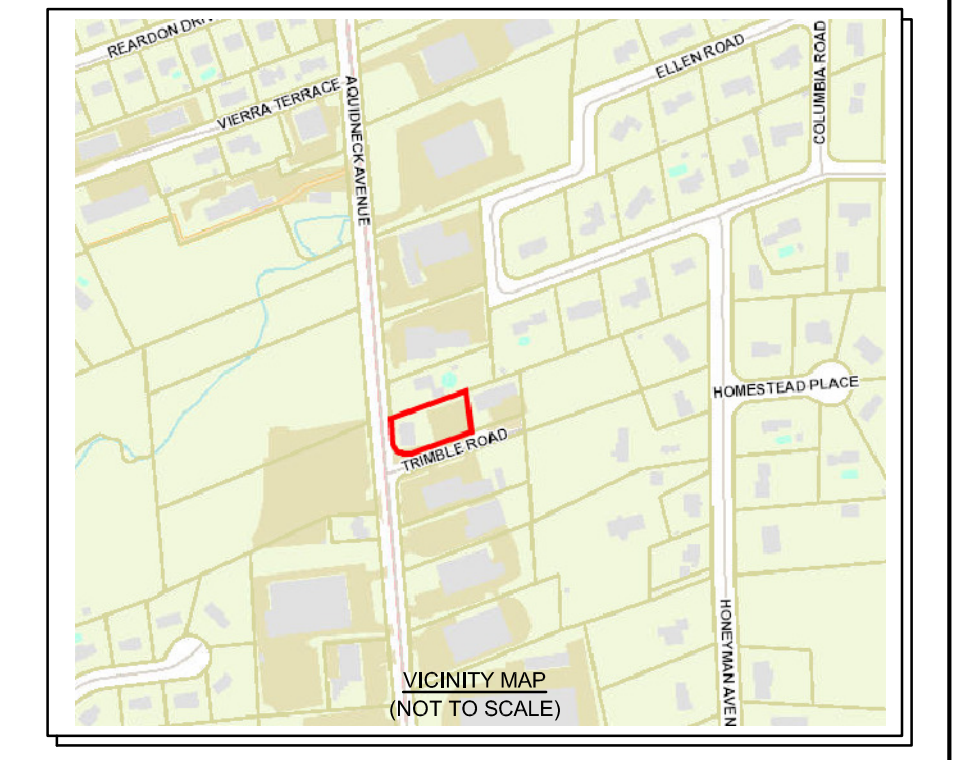 REARDON DRI
VIERRA TERRACE
AQUIDNECK AVENUE
ELLEN ROAD
COLUMBIA ROAD
HOMESTEAD PLACE
TRIMBLE ROAD
HONEYMAN AVEN
VICINITY MAP
(NOT TO SCALE)